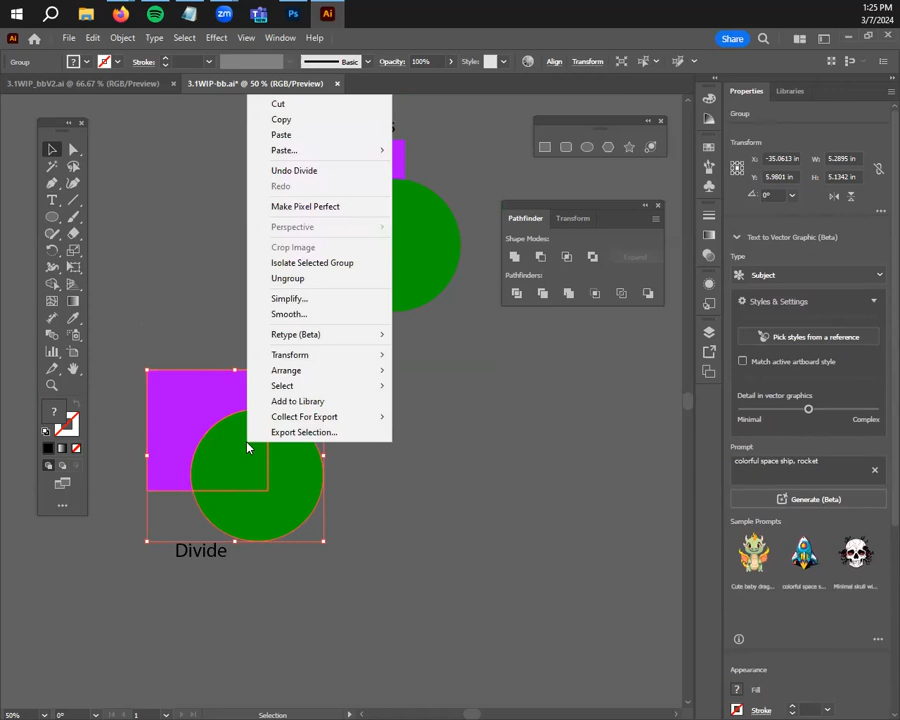 1:25 PM
3/7/2024
Ai
File Edit Object Type Select Effect View Window Help
Share
Group
Stroke:
Basic
Opacity: 100%
Style:
Align
Transform
3.1WIP_bbV2.ai @ 66.67 % (RGB/Preview)
3.1WIP-bb.ai* @ 50 % (RGB/Preview)
Cut
Copy
Paste
Paste...
Undo Divide
Redo
Make Pixel Perfect
Perspective
Crop Image
Isolate Selected Group
Ungroup
Simplify...
Smooth...
Retype (Beta)
Transform
Arrange
Select
Add to Library
Collect For Export
Export Selection...
Divide
Pathfinder
Transform
Shape Modes:
Expand
Pathfinders:
Properties
Libraries
Group
Transform
X: -35.0613 in
W: 5.2895 in
Y: 5.9801 in
H: 5.1342 in
0°
Text to Vector Graphic (Beta)
Type
Subject
Styles & Settings
Pick styles from a reference
Match active artboard style
Detail in vector graphics
Minimal
Complex
Prompt
colorful space ship, rocket
Generate (Beta)
Sample Prompts
Cute baby drag...
colorful space s...
Minimal skull wi...
Appearance
Fill
Stroke
50%
0°
1
Selection